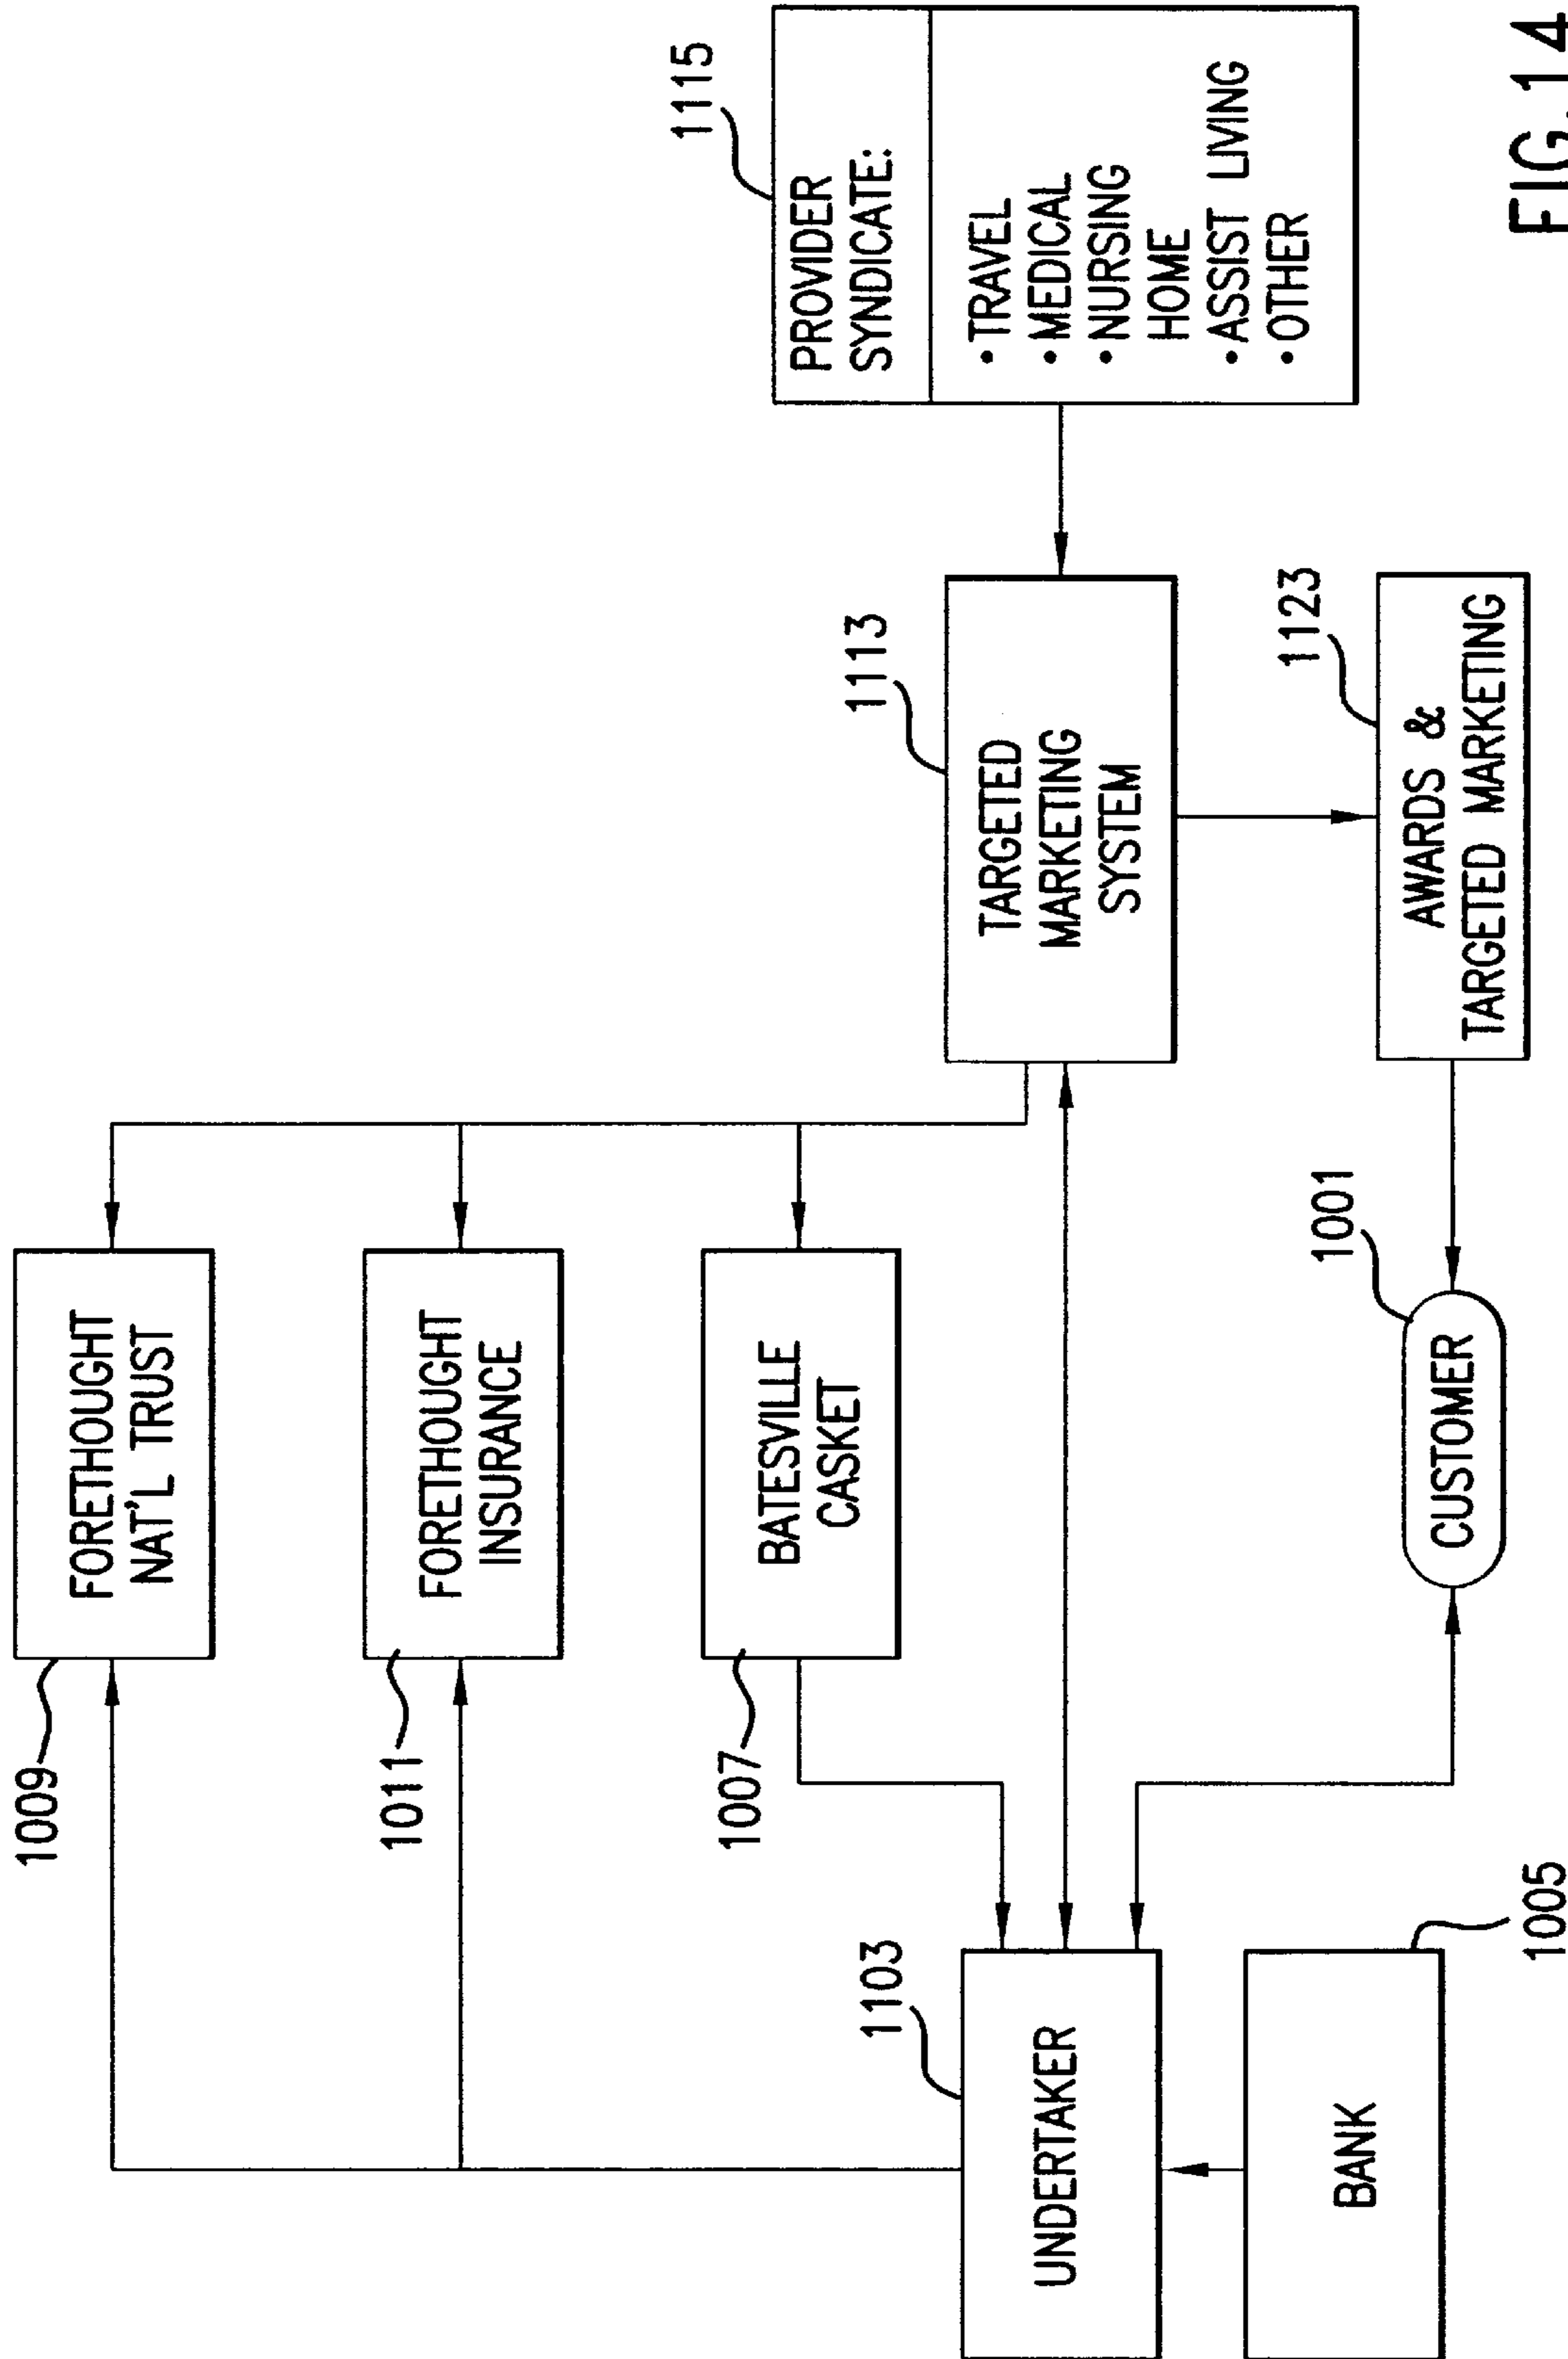 1009
FORETHOUGHT
NAT'L TRUST
1011
FORETHOUGHT
INSURANCE
1007
BATESVILLE
CASKET
1103
UNDERTAKER
BANK
1005
1001
CUSTOMER
1113
TARGETED
MARKETING
SYSTEM
1123
AWARDS &
TARGETED MARKETING
1115
PROVIDER
SYNDICATE:
•TRAVEL
•MEDICAL
•NURSING
HOME
•ASSIST LIVING
•OTHER
FIG.14